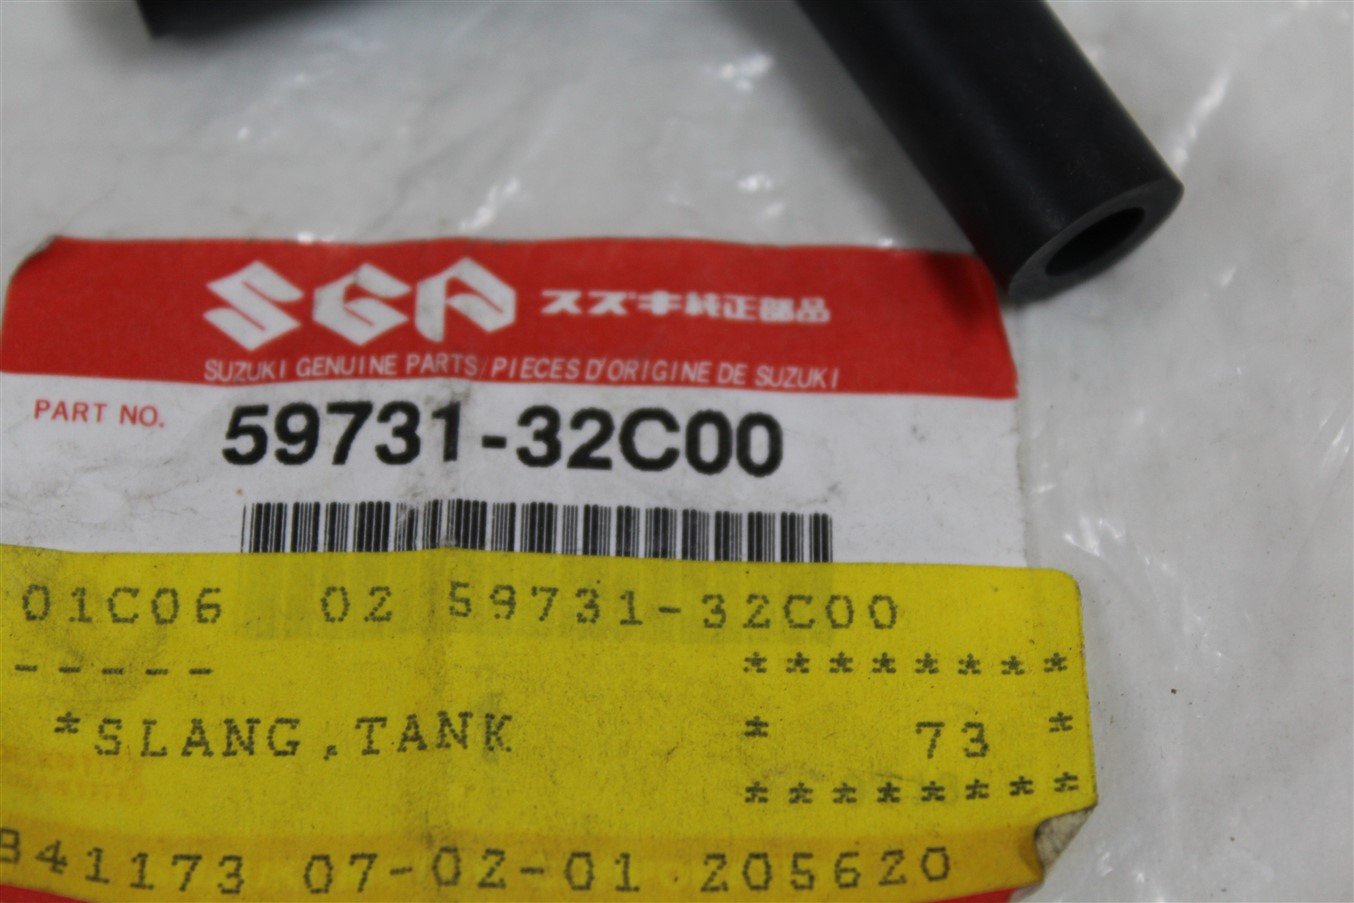 SGP スズキ純正部品
SUZUKI GENUINE PARTS/PIECES D'ORIGINE DE SUZUKI
PART NO. 59731-32C00
01C06 02 59731-32C00
----- ********
*SLANG,TANK * 73 *
********
B41173 07-02-01 205620